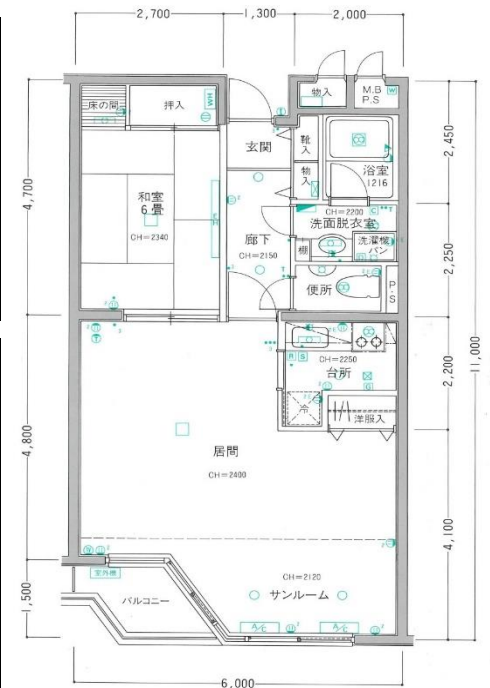 2,700
1,300
2,000
床の間
押入
WH
物入
M.B
P.S
W
玄関
靴入
物入
浴室
1216
2,450
4,700
和室
6畳
CH=2340
廊下
CH=2150
CH=2200
洗面脱衣室
棚
洗濯機
パン
便所
P.S
2,250
11,000
R S
CH=2250
台所
G
冷
洋服入
2,200
居間
CH=2400
4,800
4,100
CH=2120
サンルーム
室外機
バルコニー
1,500
A/C
A/C
6,000